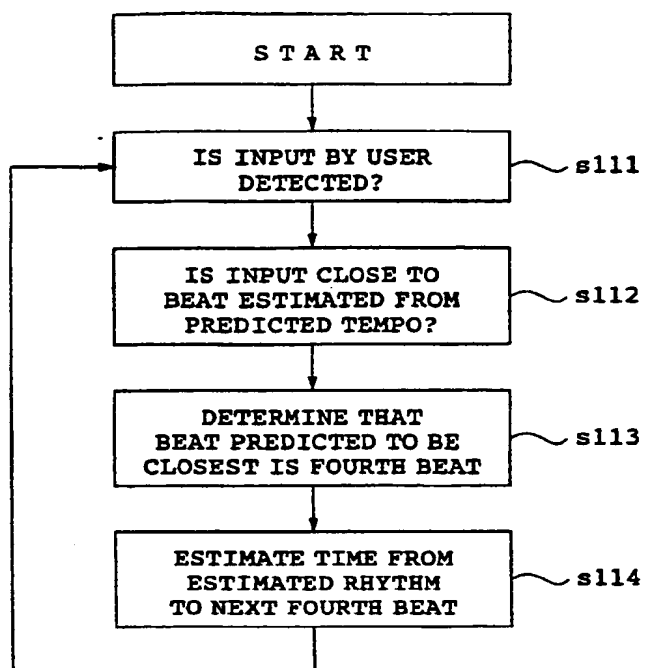 START
IS INPUT BY USER
DETECTED?
s111
IS INPUT CLOSE TO
BEAT ESTIMATED FROM
PREDICTED TEMPO?
s112
DETERMINE THAT
BEAT PREDICTED TO BE
CLOSEST IS FOURTH BEAT
s113
ESTIMATE TIME FROM
ESTIMATED RHYTHM
TO NEXT FOURTH BEAT
s114